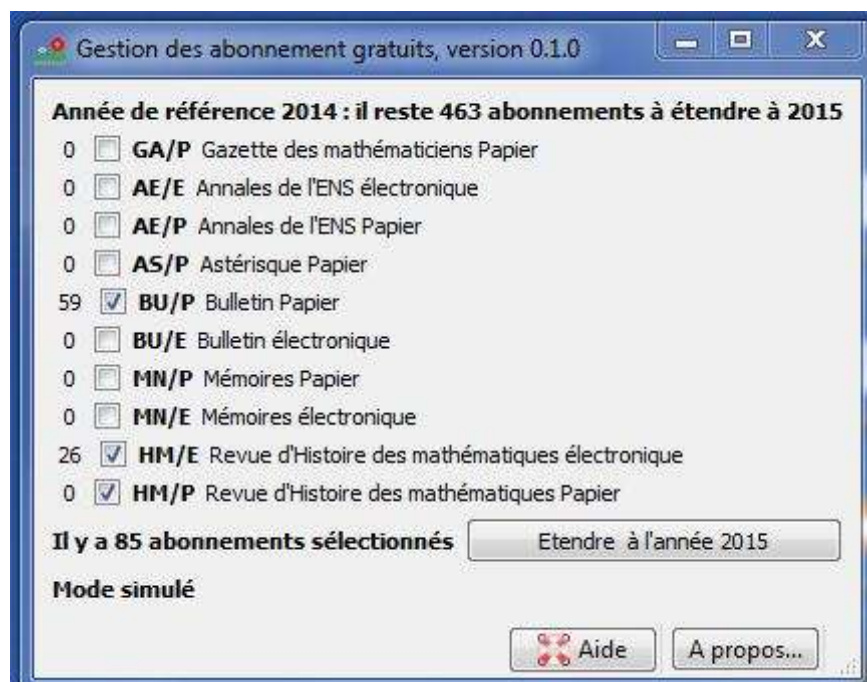 Gestion des abonnement gratuits, version 0.1.0
Année de référence 2014 : il reste 463 abonnements à étendre à 2015
0 GA/P Gazette des mathématiciens Papier
0 AE/E Annales de l'ENS électronique
0 AE/P Annales de l'ENS Papier
0 AS/P Astérisque Papier
59 BU/P Bulletin Papier
0 BU/E Bulletin électronique
0 MN/P Mémoires Papier
0 MN/E Mémoires électronique
26 HM/E Revue d'Histoire des mathématiques électronique
0 HM/P Revue d'Histoire des mathématiques Papier
Il y a 85 abonnements sélectionnés Etendre à l'année 2015
Mode simulé
Aide A propos...